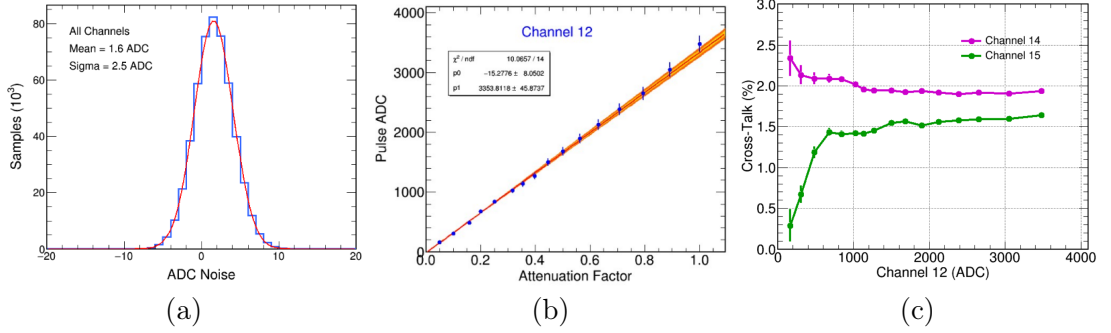 All Channels
Mean = 1.6 ADC
Sigma = 2.5 ADC
Samples (10³)
80
60
40
20
0
−20 −10 0 10 20
ADC Noise
(a)
Channel 12
χ² / ndf 10.0657 / 14
p0 −15.2776 ± 8.0502
p1 3353.8118 ± 45.8737
Pulse ADC
4000
3000
2000
1000
0
0.0 0.2 0.4 0.6 0.8 1.0
Attenuation Factor
(b)
Channel 14
Channel 15
Cross-Talk (%)
3.0
2.5
2.0
1.5
1.0
0.5
0.0
0 1000 2000 3000 4000
Channel 12 (ADC)
(c)